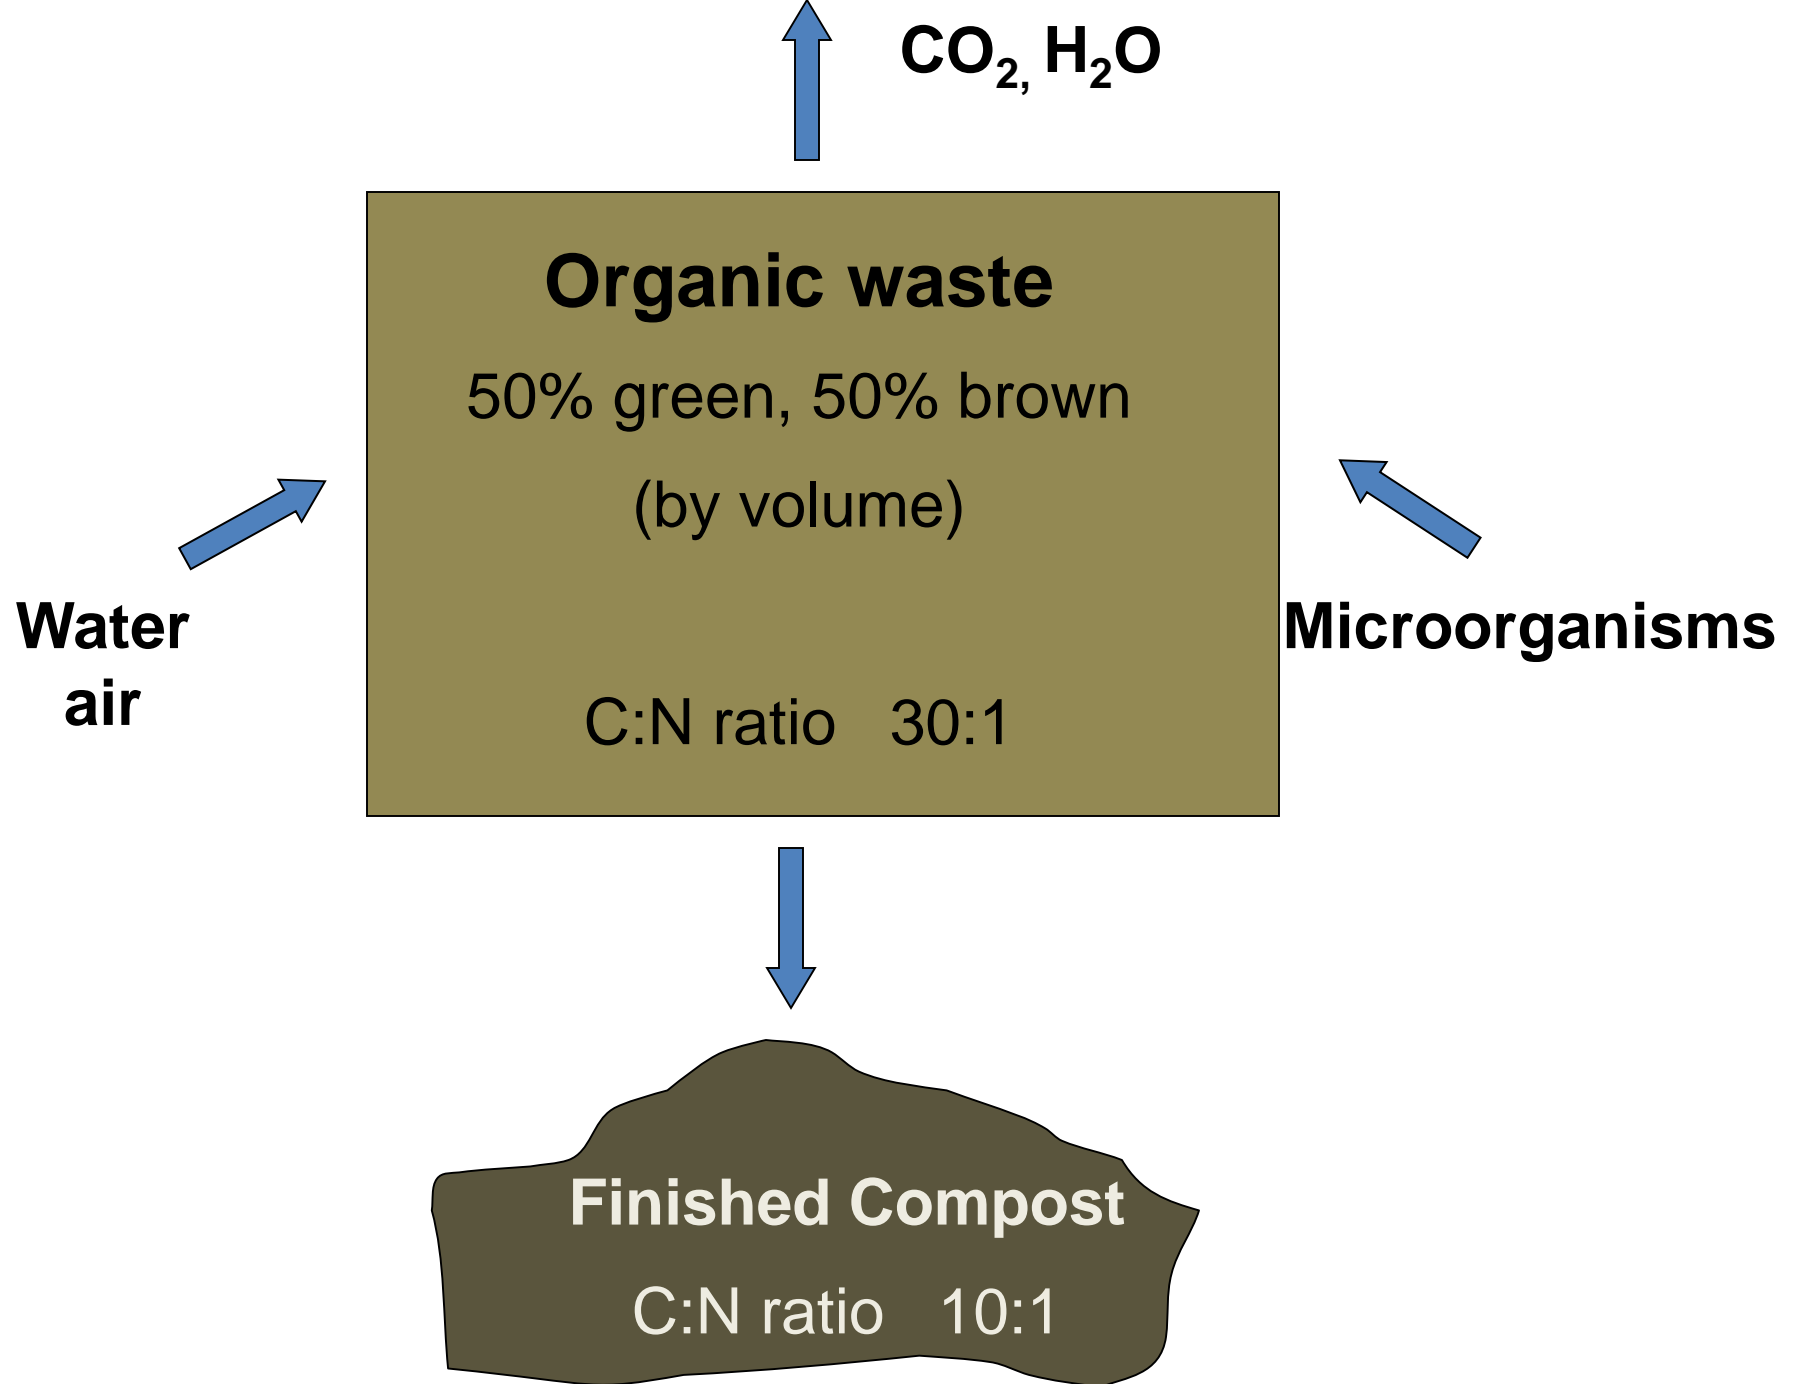 CO₂, H₂O
Organic waste
50% green, 50% brown
(by volume)
Water
air
Microorganisms
C:N ratio 30:1
Finished Compost
C:N ratio 10:1